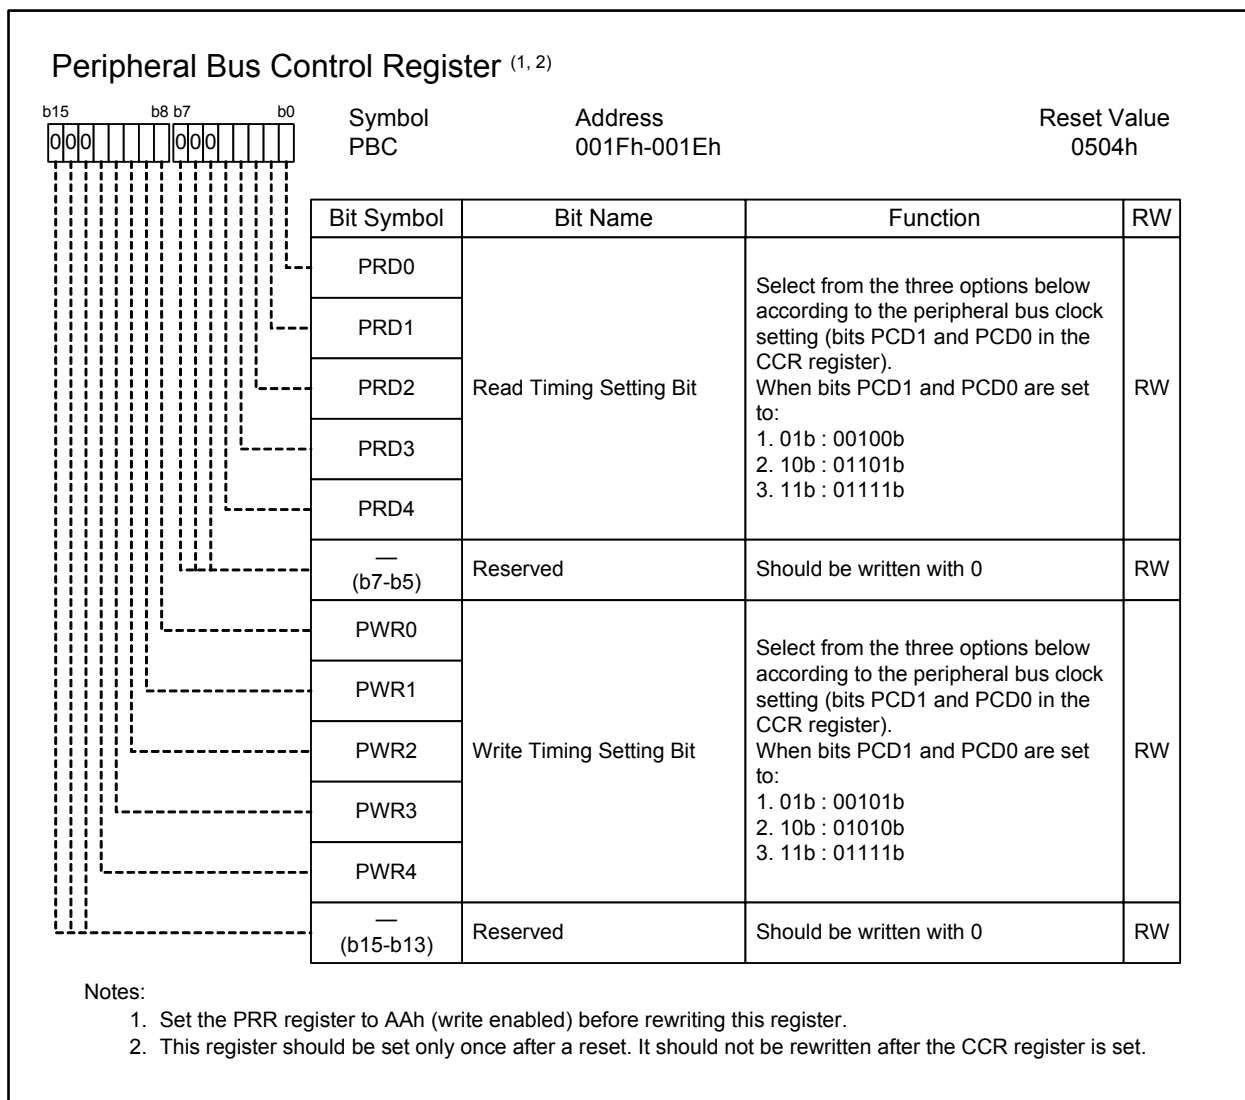 Peripheral Bus Control Register (1, 2)
b15 b8 b7 b0
0 0 0 0 0 0
Symbol Address Reset Value
PBC 001Fh-001Eh 0504h
Bit Symbol Bit Name Function RW
PRD0
PRD1
PRD2
PRD3
PRD4
Read Timing Setting Bit
Select from the three options below
according to the peripheral bus clock
setting (bits PCD1 and PCD0 in the
CCR register).
When bits PCD1 and PCD0 are set
to:
1. 01b : 00100b
2. 10b : 01101b
3. 11b : 01111b
RW
—
(b7-b5)
Reserved Should be written with 0 RW
PWR0
PWR1
PWR2
PWR3
PWR4
Write Timing Setting Bit
Select from the three options below
according to the peripheral bus clock
setting (bits PCD1 and PCD0 in the
CCR register).
When bits PCD1 and PCD0 are set
to:
1. 01b : 00101b
2. 10b : 01010b
3. 11b : 01111b
RW
—
(b15-b13)
Reserved Should be written with 0 RW
Notes:
1. Set the PRR register to AAh (write enabled) before rewriting this register.
2. This register should be set only once after a reset. It should not be rewritten after the CCR register is set.